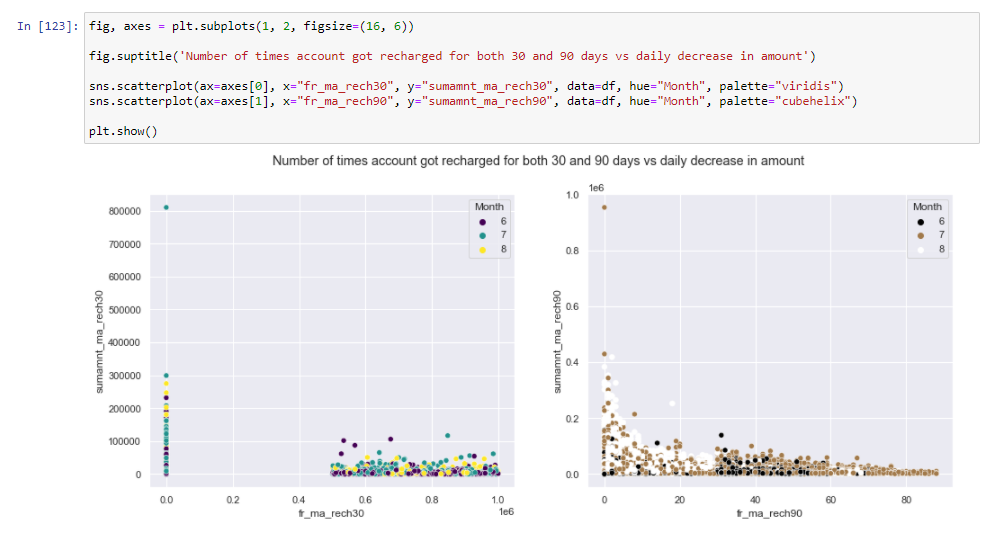 In [123]: fig, axes = plt.subplots(1, 2, figsize=(16, 6))
fig.suptitle('Number of times account got recharged for both 30 and 90 days vs daily decrease in amount')
sns.scatterplot(ax=axes[0], x="fr_ma_rech30", y="sumamnt_ma_rech30", data=df, hue="Month", palette="viridis")
sns.scatterplot(ax=axes[1], x="fr_ma_rech90", y="sumamnt_ma_rech90", data=df, hue="Month", palette="cubehelix")
plt.show()
Number of times account got recharged for both 30 and 90 days vs daily decrease in amount
sumamnt_ma_rech30
800000
700000
600000
500000
400000
300000
200000
100000
0
Month
6
7
8
0.0 0.2 0.4 0.6 0.8 1.0
1e6
fr_ma_rech30
1e6
sumamnt_ma_rech90
1.0
0.8
0.6
0.4
0.2
0.0
Month
6
7
8
0 20 40 60 80
fr_ma_rech90